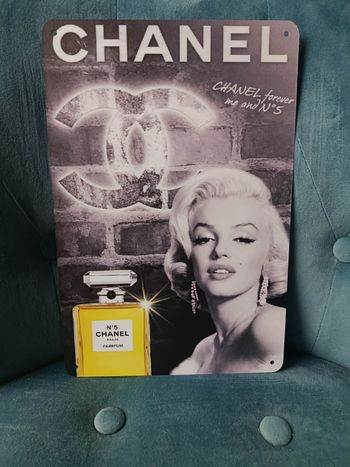 CHANEL
CHANEL forever
me and N°5
N°5
CHANEL
PARIS
PARFUM